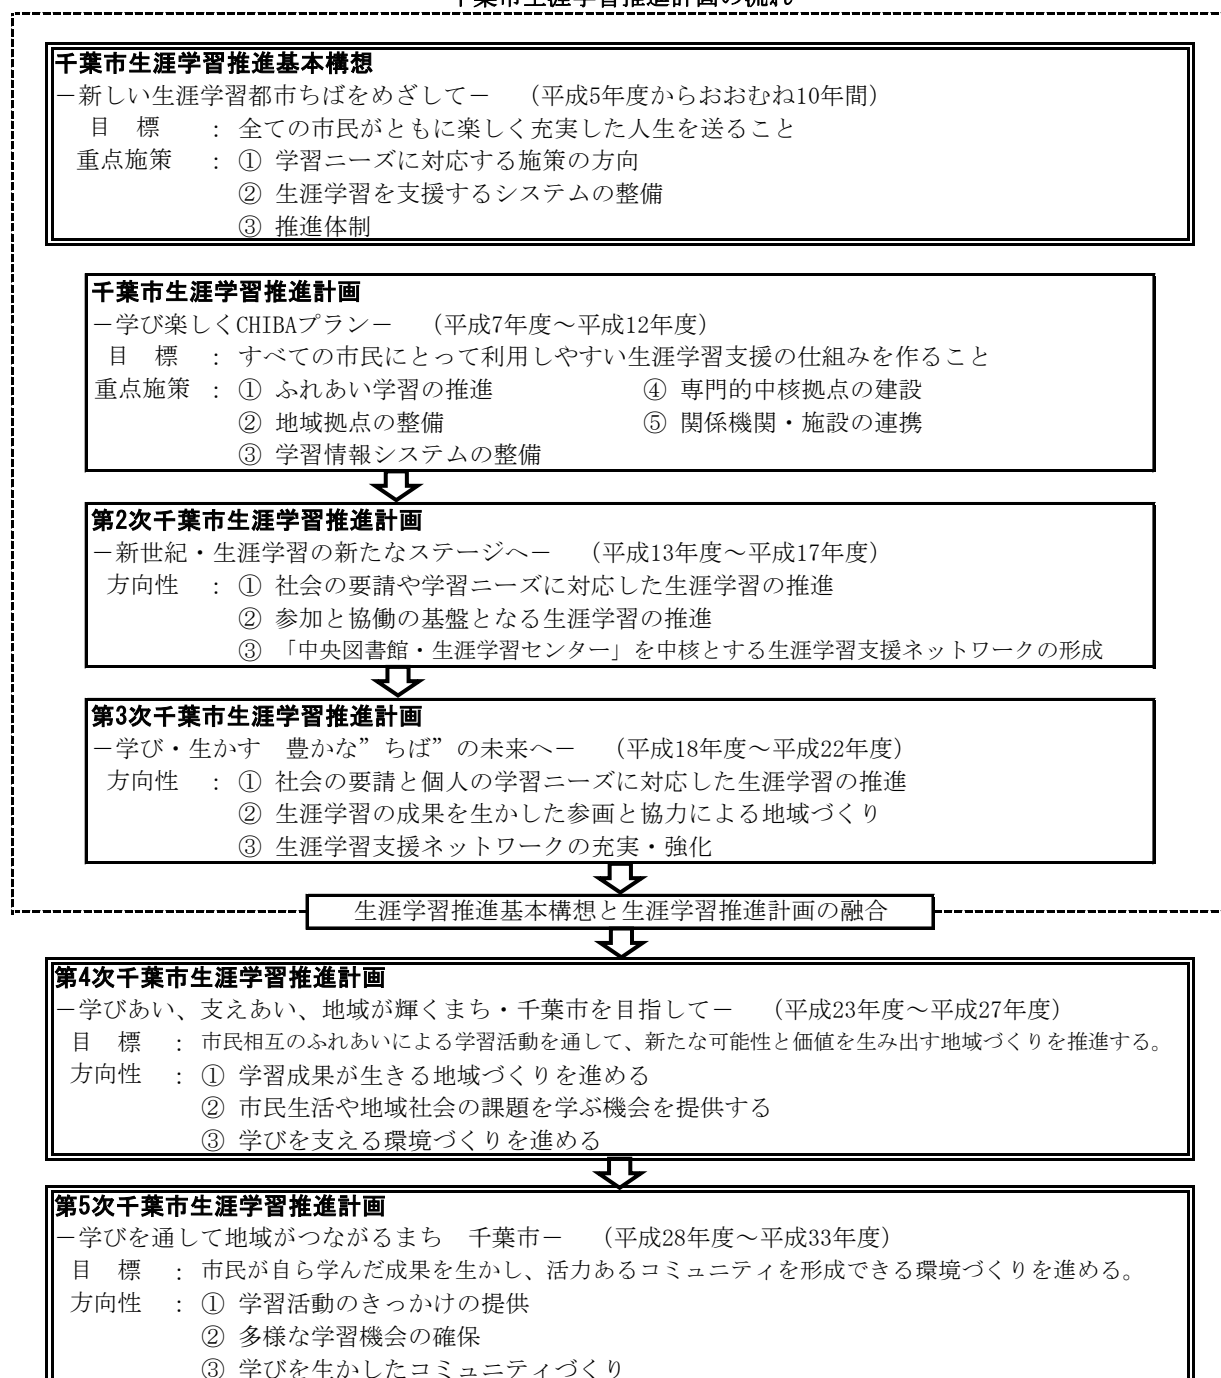 千葉市生涯学習推進計画の流れ
千葉市生涯学習推進基本構想
－新しい生涯学習都市ちばをめざして－　（平成5年度からおおむね10年間）
目　標　：　全ての市民がともに楽しく充実した人生を送ること
重点施策　：　①　学習ニーズに対応する施策の方向
②　生涯学習を支援するシステムの整備
③　推進体制
千葉市生涯学習推進計画
－学び楽しくCHIBAプラン－　（平成7年度～平成12年度）
目　標　：　すべての市民にとって利用しやすい生涯学習支援の仕組みを作ること
重点施策　：　①　ふれあい学習の推進　④　専門的中核拠点の建設
②　地域拠点の整備　⑤　関係機関・施設の連携
③　学習情報システムの整備
第2次千葉市生涯学習推進計画
－新世紀・生涯学習の新たなステージへ－　（平成13年度～平成17年度）
方向性　：　①　社会の要請や学習ニーズに対応した生涯学習の推進
②　参加と協働の基盤となる生涯学習の推進
③　「中央図書館・生涯学習センター」を中核とする生涯学習支援ネットワークの形成
第3次千葉市生涯学習推進計画
－学び・生かす　豊かな”ちば”の未来へ－　（平成18年度～平成22年度）
方向性　：　①　社会の要請と個人の学習ニーズに対応した生涯学習の推進
②　生涯学習の成果を生かした参画と協力による地域づくり
③　生涯学習支援ネットワークの充実・強化
生涯学習推進基本構想と生涯学習推進計画の融合
第4次千葉市生涯学習推進計画
－学びあい、支えあい、地域が輝くまち・千葉市を目指して－　（平成23年度～平成27年度）
目　標　：　市民相互のふれあいによる学習活動を通して、新たな可能性と価値を生み出す地域づくりを推進する。
方向性　：　①　学習成果が生きる地域づくりを進める
②　市民生活や地域社会の課題を学ぶ機会を提供する
③　学びを支える環境づくりを進める
第5次千葉市生涯学習推進計画
－学びを通して地域がつながるまち　千葉市－　（平成28年度～平成33年度）
目　標　：　市民が自ら学んだ成果を生かし、活力あるコミュニティを形成できる環境づくりを進める。
方向性　：　①　学習活動のきっかけの提供
②　多様な学習機会の確保
③　学びを生かしたコミュニティづくり